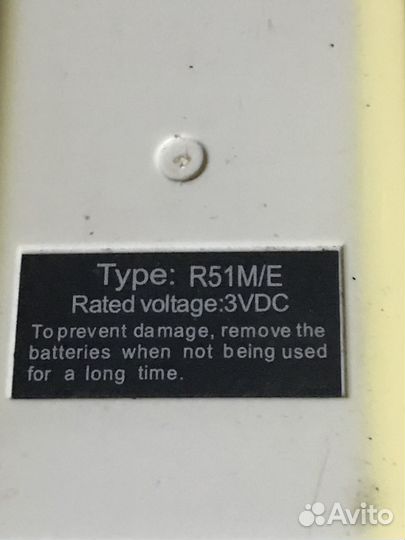 Type: R51M/E
Rated voltage:3VDC
To prevent damage, remove the
batteries when not being used
for a long time.
Avito